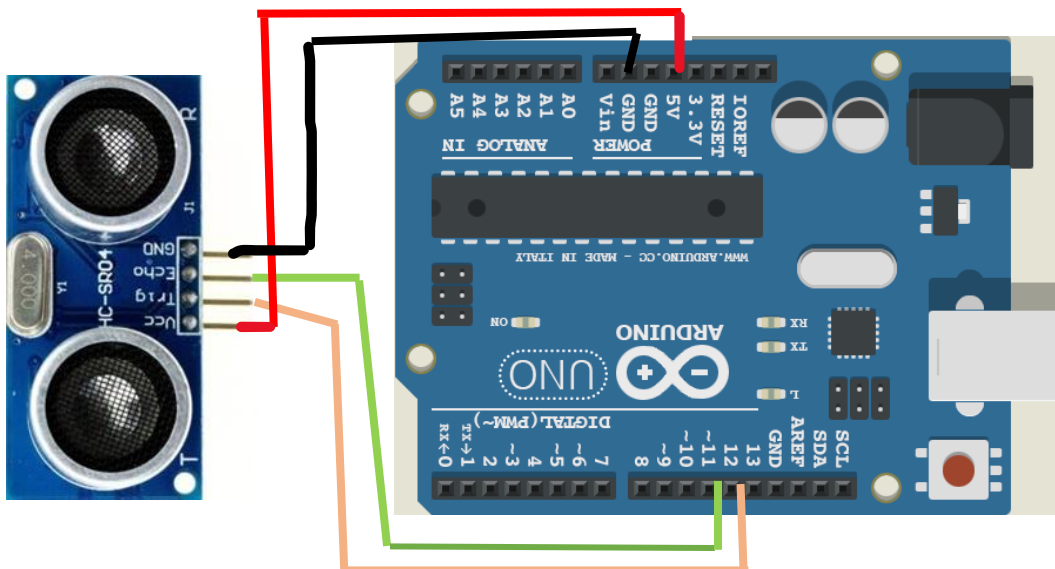 R
J1
GND
Echo
Trig
Vcc
HC-SR04
4.000
Y1
T
A5
A4
A3
A2
A1
A0
Vin
GND
GND
5V
3.3V
RESET
IOREF
ANALOG IN
POWER
WWW.ARDUINO.CC - MADE IN ITALY
ON
ARDUINO
UNO
RX
TX
L
DIGTAL(PWM~)
RX←0
TX→1
2
~3
4
~5
~6
7
8
~9
~10
~11
12
13
GND
AREF
SDA
SCL